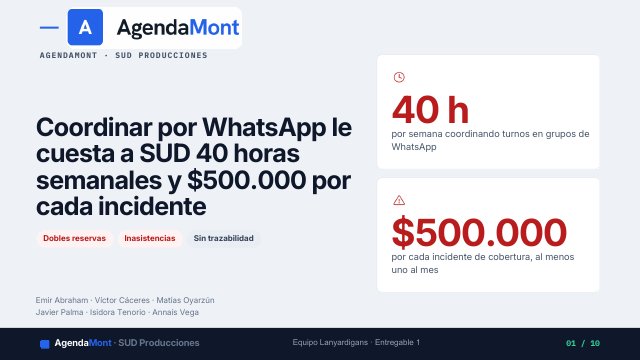 A AgendaMont
AGENDAMONT · SUD PRODUCCIONES
Coordinar por WhatsApp le
cuesta a SUD 40 horas
semanales y $500.000 por
cada incidente
Dobles reservas Inasistencias Sin trazabilidad
Emir Abraham · Víctor Cáceres · Matías Oyarzún
Javier Palma · Isidora Tenorio · Annais Vega
40 h
por semana coordinando turnos en grupos de
WhatsApp
$500.000
por cada incidente de cobertura, al menos
uno al mes
AgendaMont · SUD Producciones
Equipo Lanyardigans · Entregable 1
01 / 10